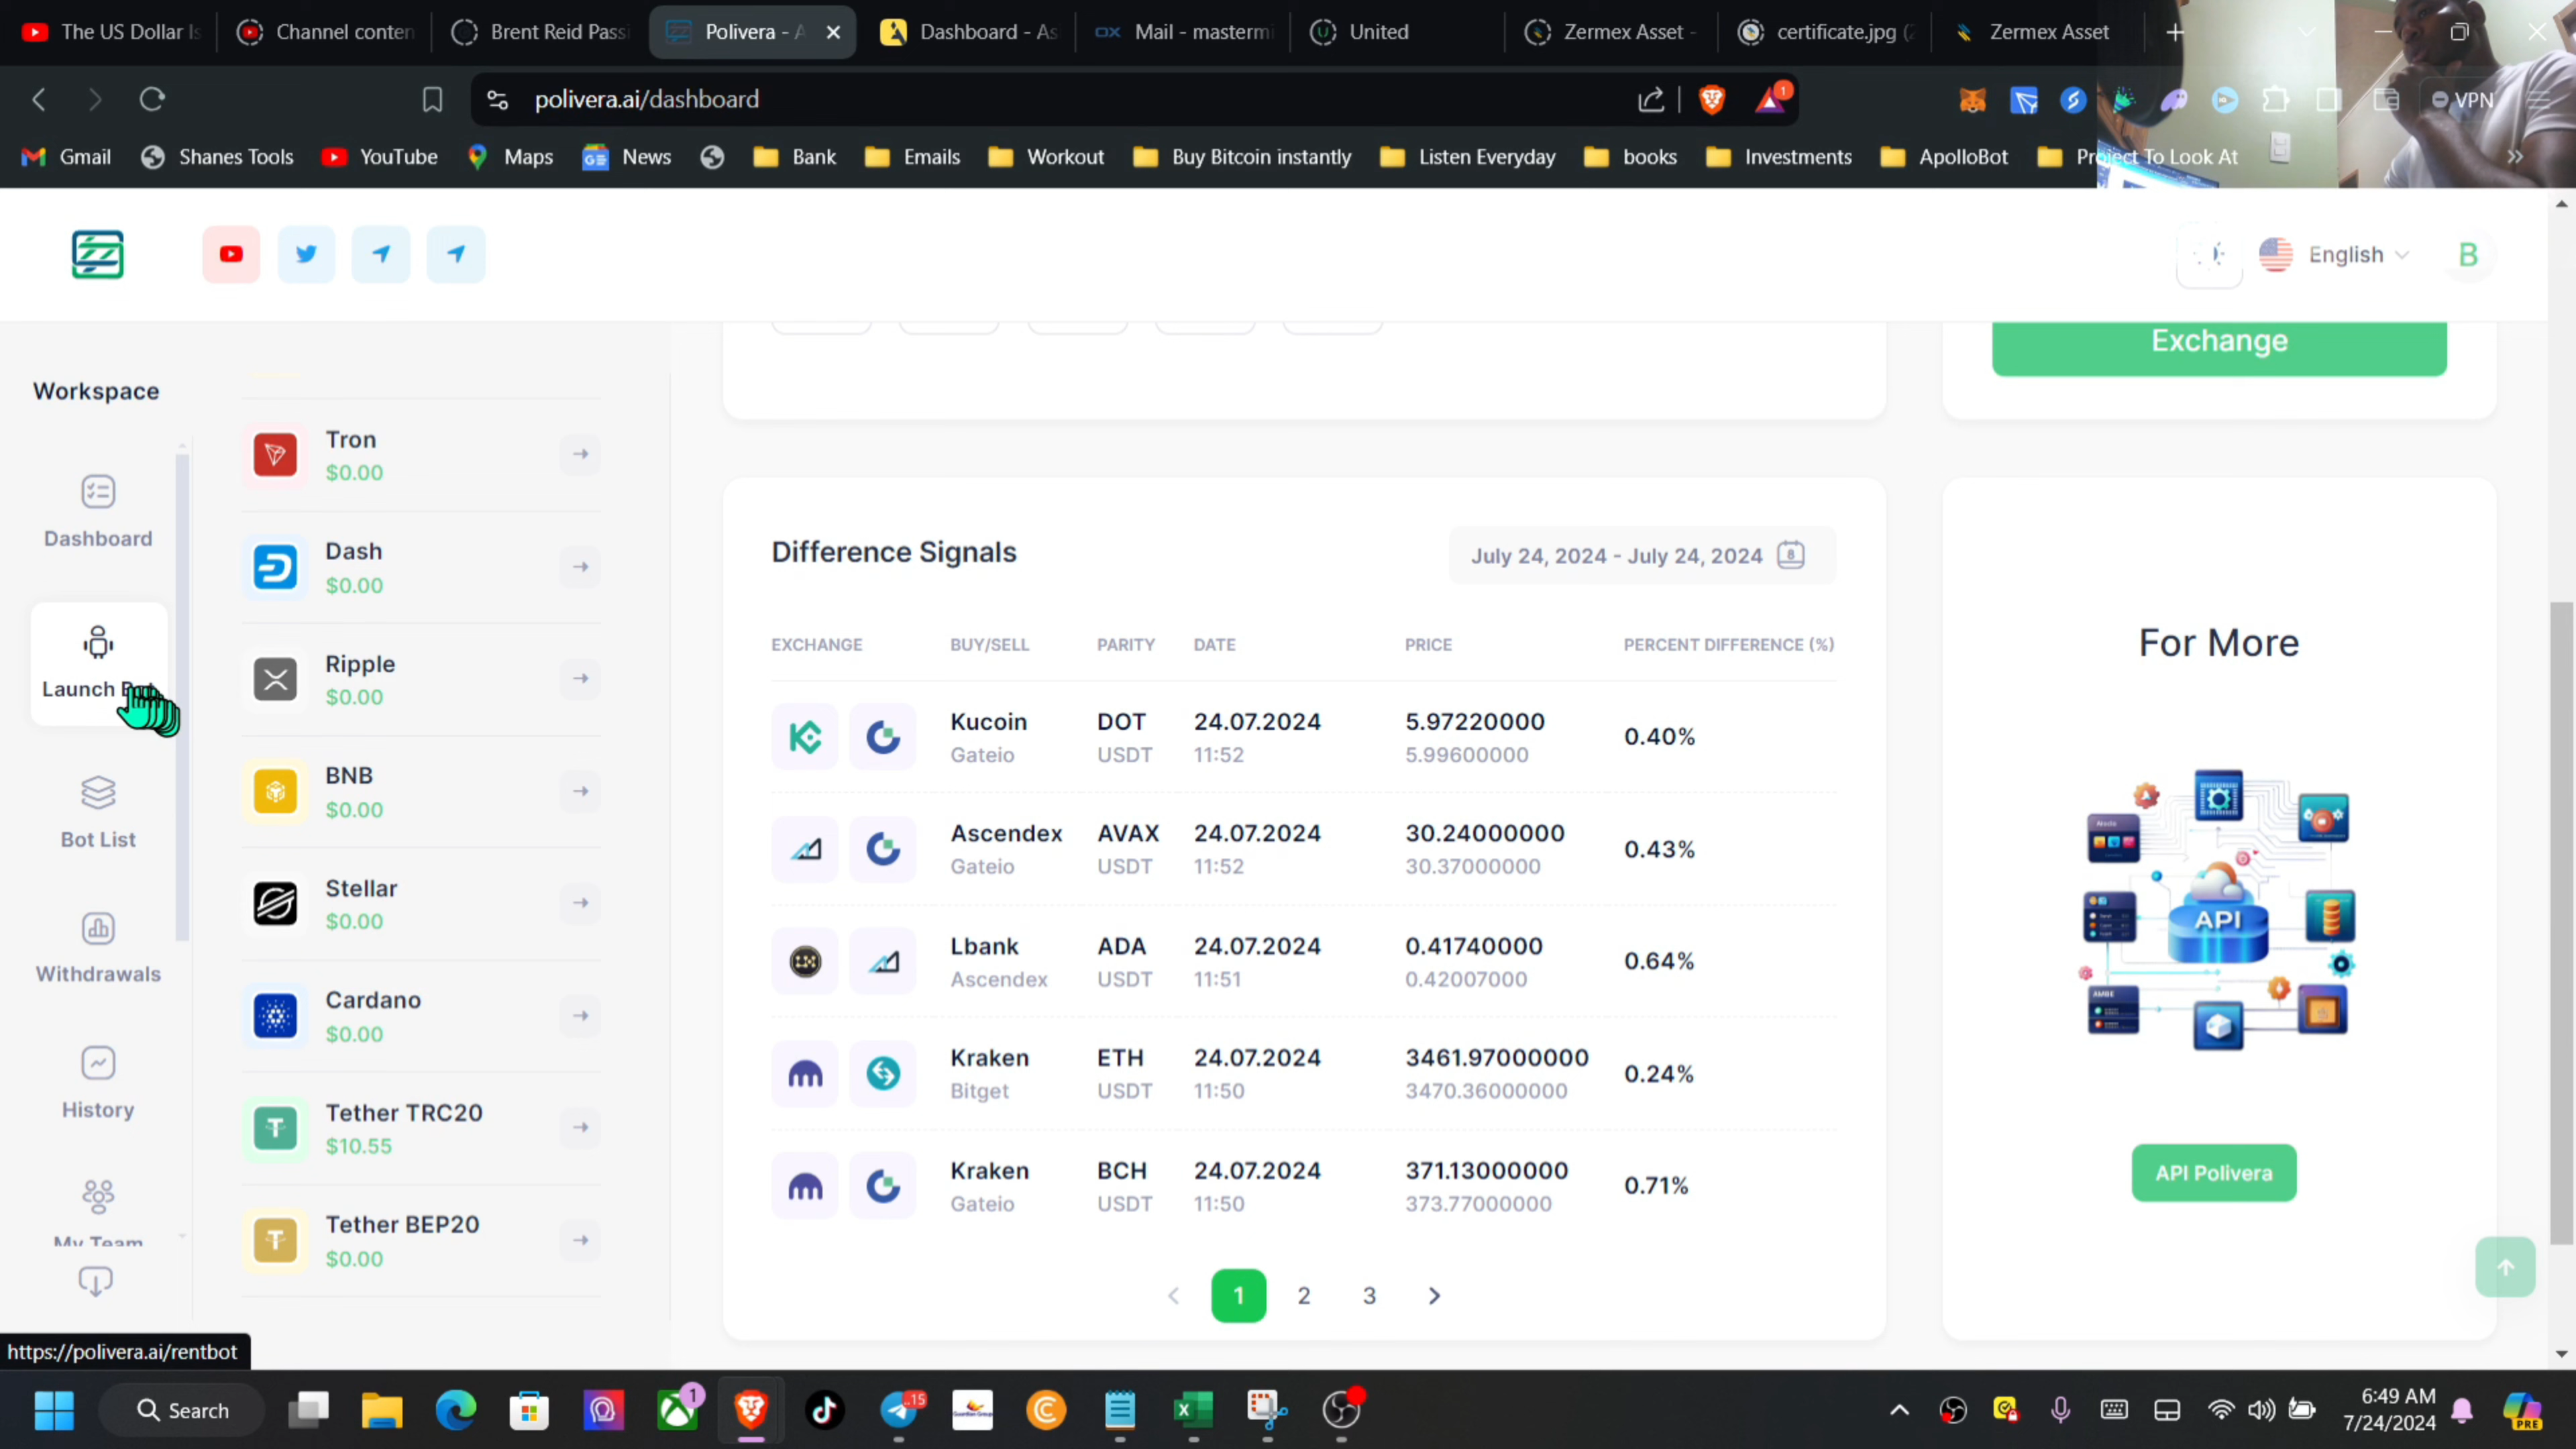 The US Dollar Is
Channel conten
Brent Reid Passi
Polivera - A
Dashboard - As
Mail - mastermi
United
Zermex Asset -
certificate.jpg (
Zermex Asset
polivera.ai/dashboard
1
VPN
Gmail
Shanes Tools
YouTube
Maps
News
Bank
Emails
Workout
Buy Bitcoin instantly
Listen Everyday
books
Investments
ApolloBot
Project To Look At
English
B
Workspace
Dashboard
Launch B
Bot List
Withdrawals
History
My Team
Tron
$0.00
Dash
$0.00
Ripple
$0.00
BNB
$0.00
Stellar
$0.00
Cardano
$0.00
Tether TRC20
$10.55
Tether BEP20
$0.00
Exchange
Difference Signals
July 24, 2024 - July 24, 2024
8
EXCHANGE BUY/SELL PARITY DATE PRICE PERCENT DIFFERENCE (%)
Kucoin DOT 24.07.2024 5.97220000 0.40%
Gateio USDT 11:52 5.99600000
Ascendex AVAX 24.07.2024 30.24000000 0.43%
Gateio USDT 11:52 30.37000000
Lbank ADA 24.07.2024 0.41740000 0.64%
Ascendex USDT 11:51 0.42007000
Kraken ETH 24.07.2024 3461.97000000 0.24%
Bitget USDT 11:50 3470.36000000
Kraken BCH 24.07.2024 371.13000000 0.71%
Gateio USDT 11:50 373.77000000
1 2 3
For More
API
API Polivera
https://polivera.ai/rentbot
Search
1
15
6:49 AM
7/24/2024
PRE